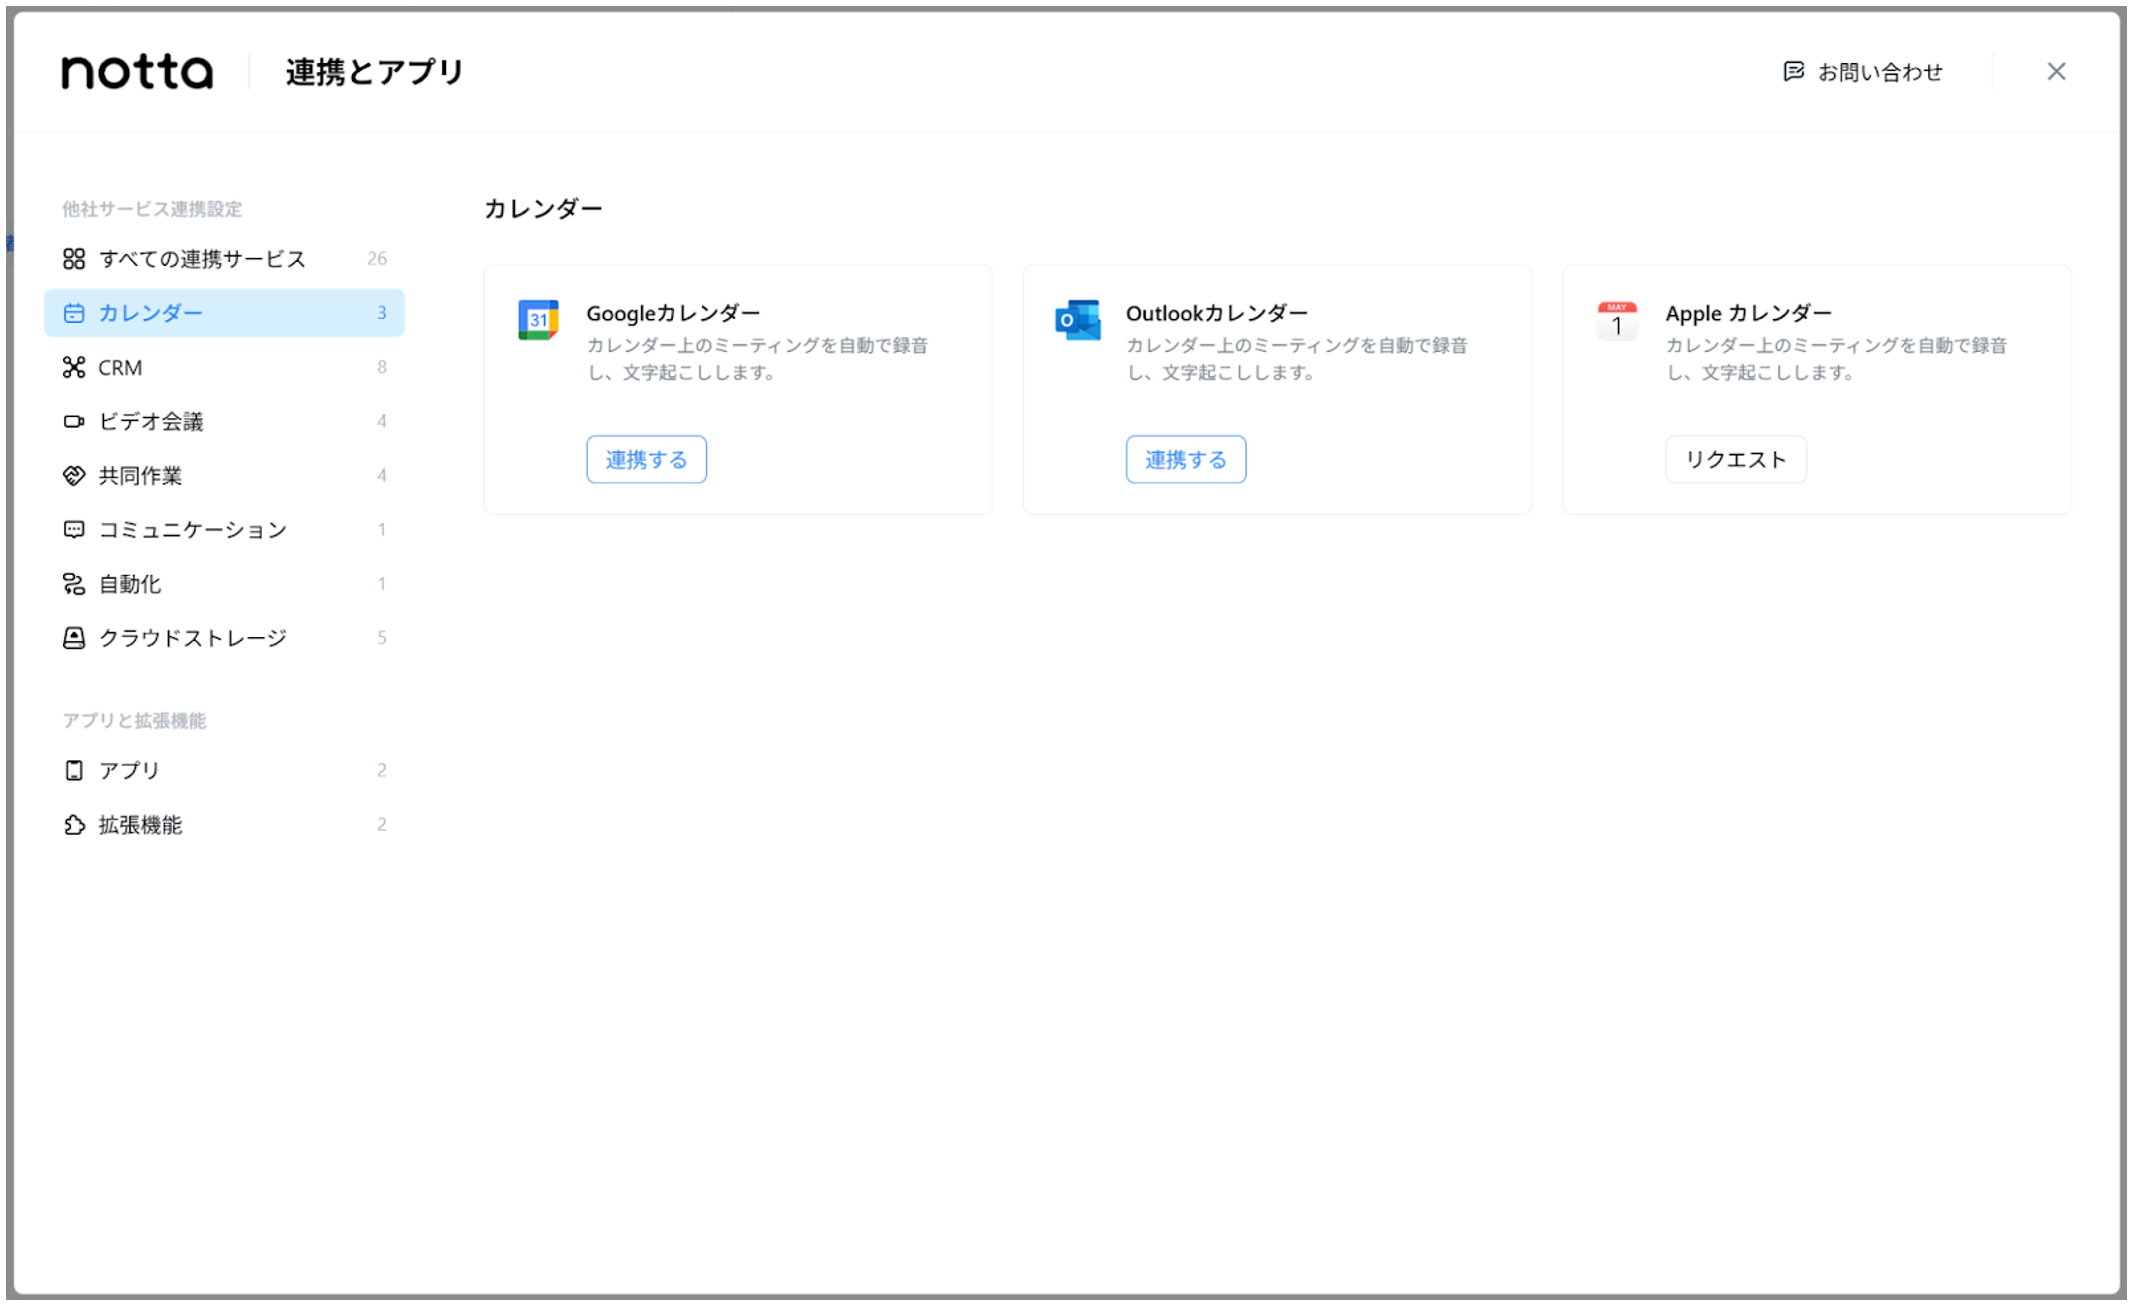 notta
連携とアプリ
お問い合わせ
他社サービス連携設定
すべての連携サービス 26
カレンダー 3
CRM 8
ビデオ会議 4
共同作業 4
コミュニケーション 1
自動化 1
クラウドストレージ 5
アプリと拡張機能
アプリ 2
拡張機能 2
カレンダー
31
Googleカレンダー
カレンダー上のミーティングを自動で録音
し、文字起こしします。
連携する
O
Outlookカレンダー
カレンダー上のミーティングを自動で録音
し、文字起こしします。
連携する
MAY
1
Apple カレンダー
カレンダー上のミーティングを自動で録音
し、文字起こしします。
リクエスト